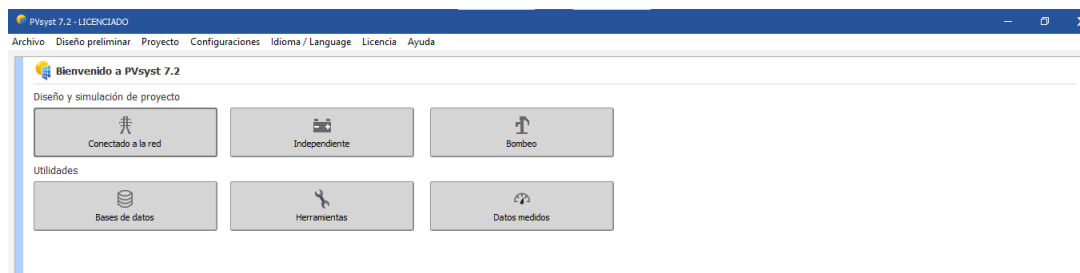 PVsyst 7.2 - LICENCIADO
Archivo Diseño preliminar Proyecto Configuraciones Idioma / Language Licencia Ayuda
Bienvenido a PVsyst 7.2
Diseño y simulación de proyecto
Conectado a la red Independiente Bombeo
Utilidades
Bases de datos Herramientas Datos medidos